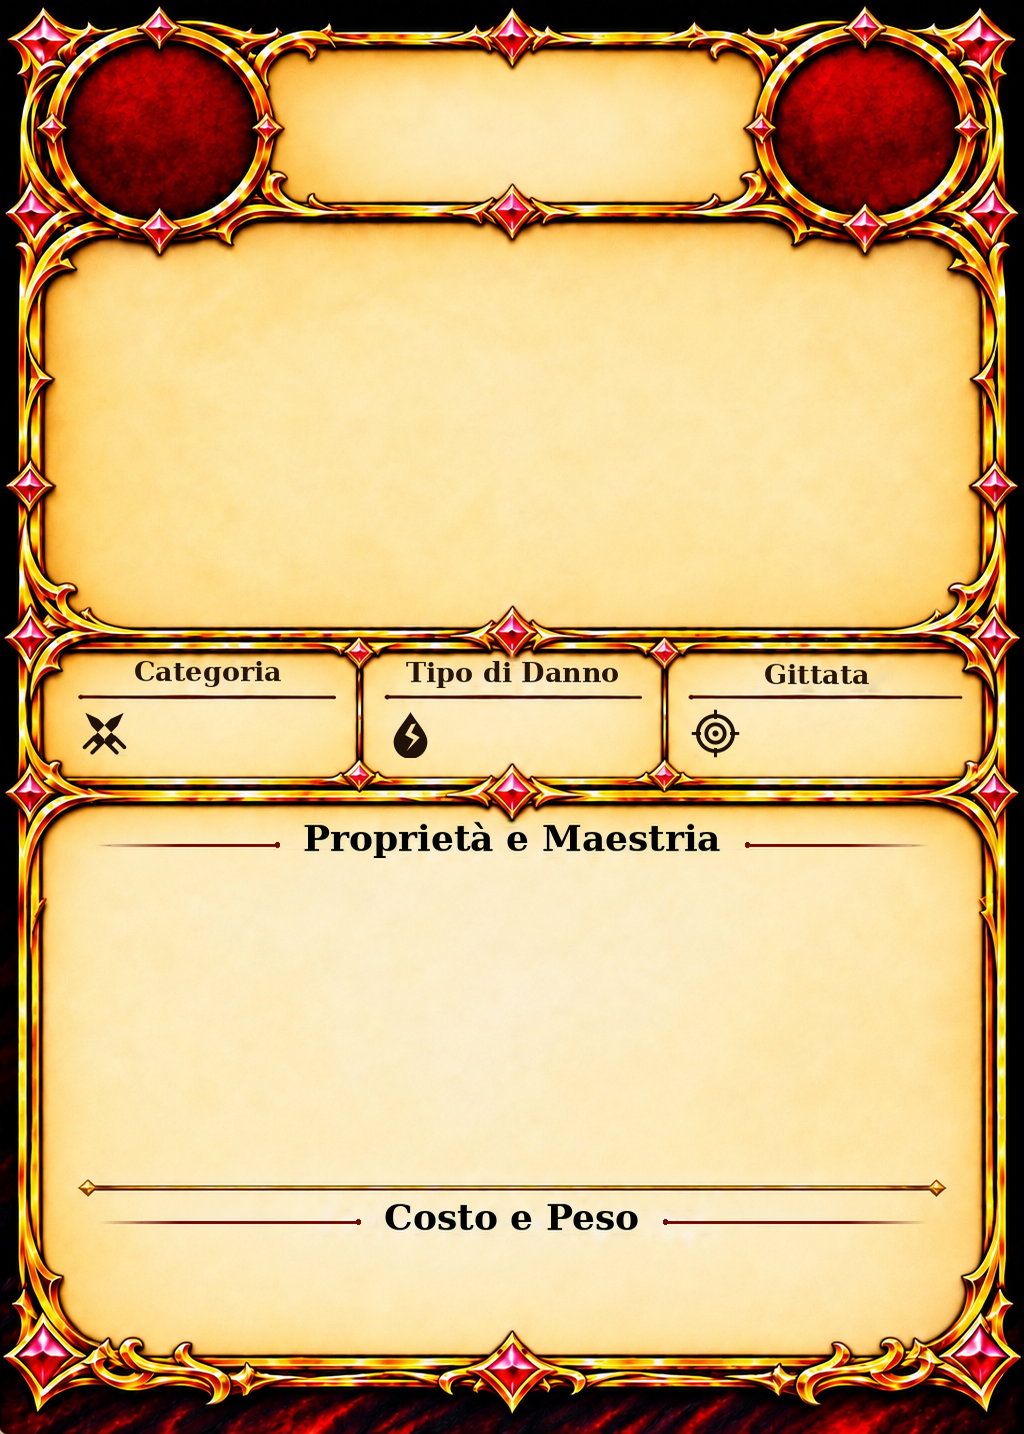 Categoria
Tipo di Danno
Gittata
Proprietà e Maestria
Costo e Peso